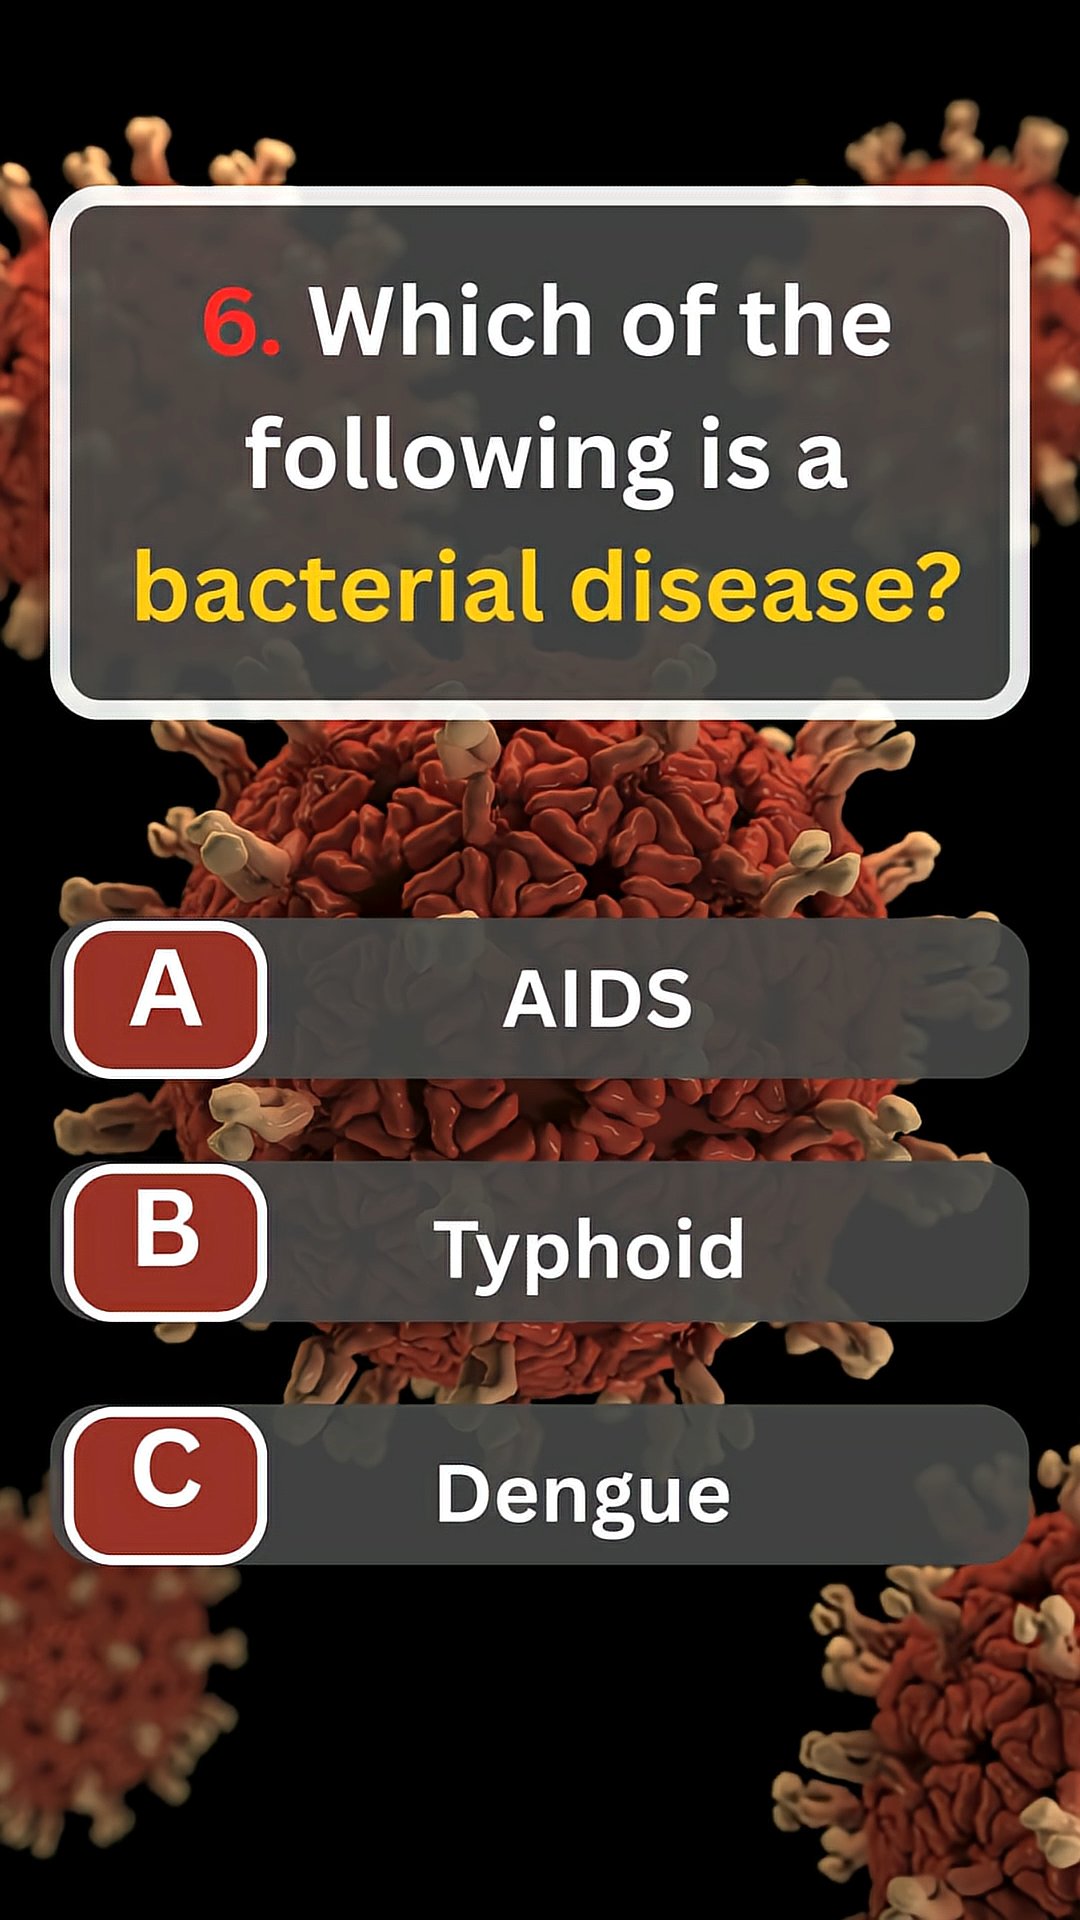 6. Which of the
following is a
bacterial disease?
A
AIDS
B
Typhoid
C
Dengue